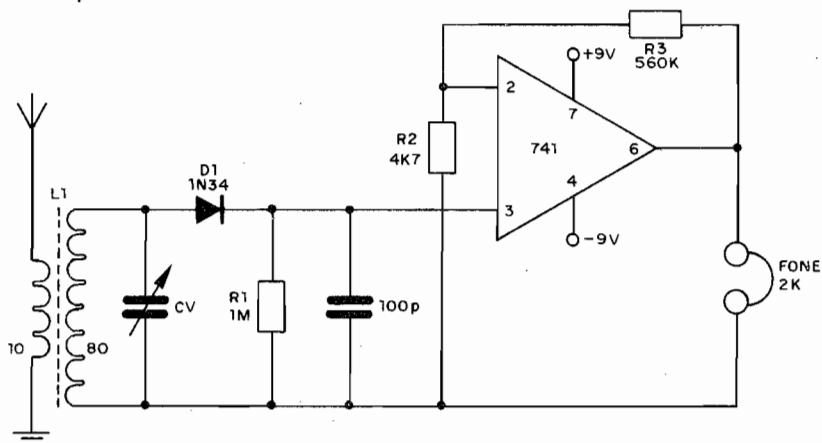 R3
560K
+9V
2
7
R2
4K7
741
6
D1
1N34
4
L1
3
-9V
FONE
2K
CV
R1
1M
100p
10
80